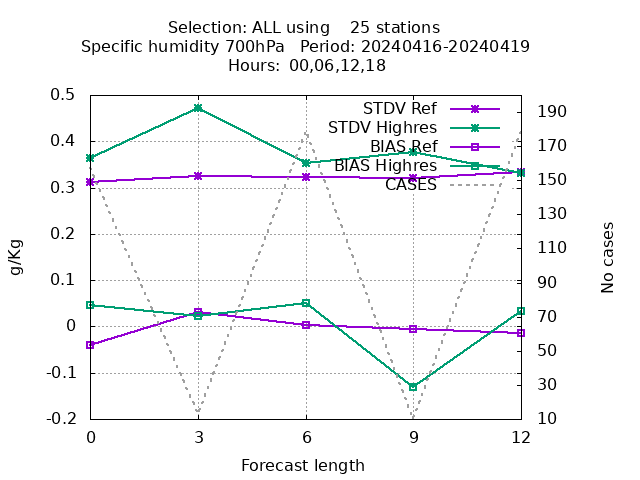 Selection: ALL using    25 stations
Specific humidity 700hPa   Period: 20240416-20240419
Hours: 00,06,12,18
STDV Ref
STDV Highres
BIAS Ref
BIAS Highres
CASES
g/Kg
0.5
0.4
0.3
0.2
0.1
0
-0.1
-0.2
190
170
150
130
110
90
70
50
30
10
No cases
0 3 6 9 12
Forecast length